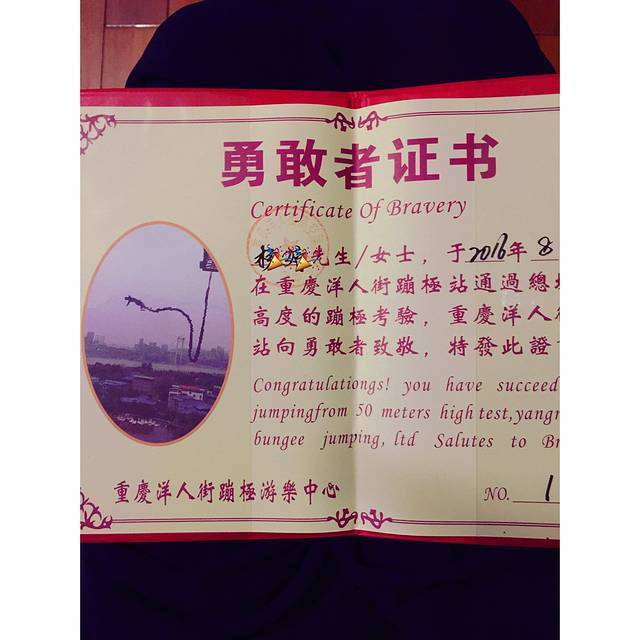 勇敢者证书
Certificate Of Bravery
先生/女士，于2016年8
在重慶洋人街蹦極站通過總
高度的蹦極考驗，重慶洋人
站向勇敢者致敬，特發此證
Congratulationgs! you have succeed
jumpingfrom 50 meters high test,yangr
bungee jumping, ltd Salutes to Br
重慶洋人街蹦極游樂中心
NO. 1